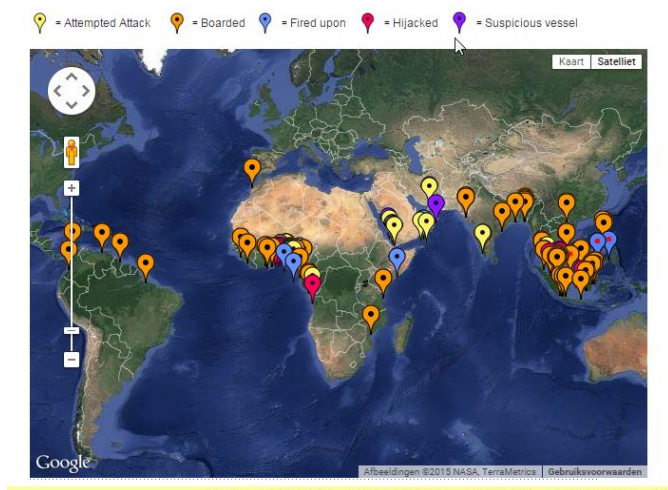 = Attempted Attack = Boarded = Fired upon = Hijacked = Suspicious vessel
Kaart Satelliet
Google Afbeeldingen ©2015 NASA, TerraMetrics Gebruiksvoorwaarden